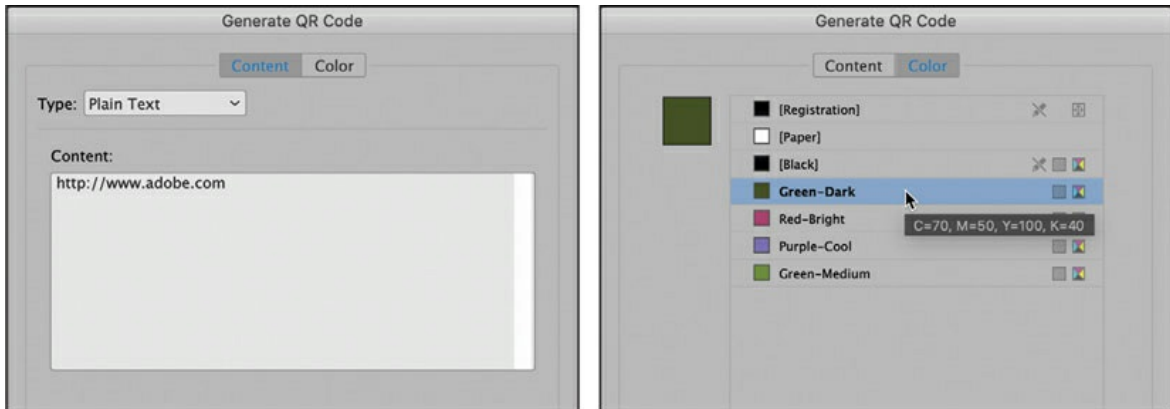 Generate QR Code
Content Color
Type: Plain Text
Content:
http://www.adobe.com
Generate QR Code
Content Color
[Registration]
[Paper]
[Black]
Green-Dark
Red-Bright
C=70, M=50, Y=100, K=40
Purple-Cool
Green-Medium